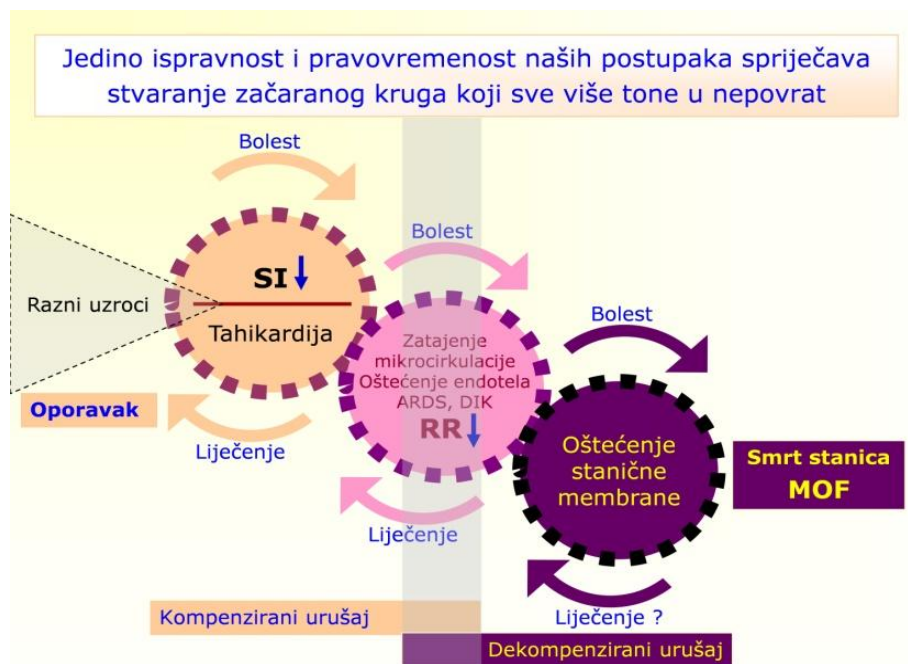 Jedino ispravnost i pravovremenost naših postupaka spriječava
stvaranje začaranog kruga koji sve više tone u nepovrat
Bolest
Razni uzroci
SI
Tahikardija
Oporavak
Liječenje
Bolest
Zatajenje
mikrocirkulacije
Oštećenje endotela
ARDS, DIK
RR
Liječenje
Bolest
Oštećenje
stanične
membrane
Smrt stanica
MOF
Liječenje ?
Kompenzirani urušaj
Dekompenzirani urušaj